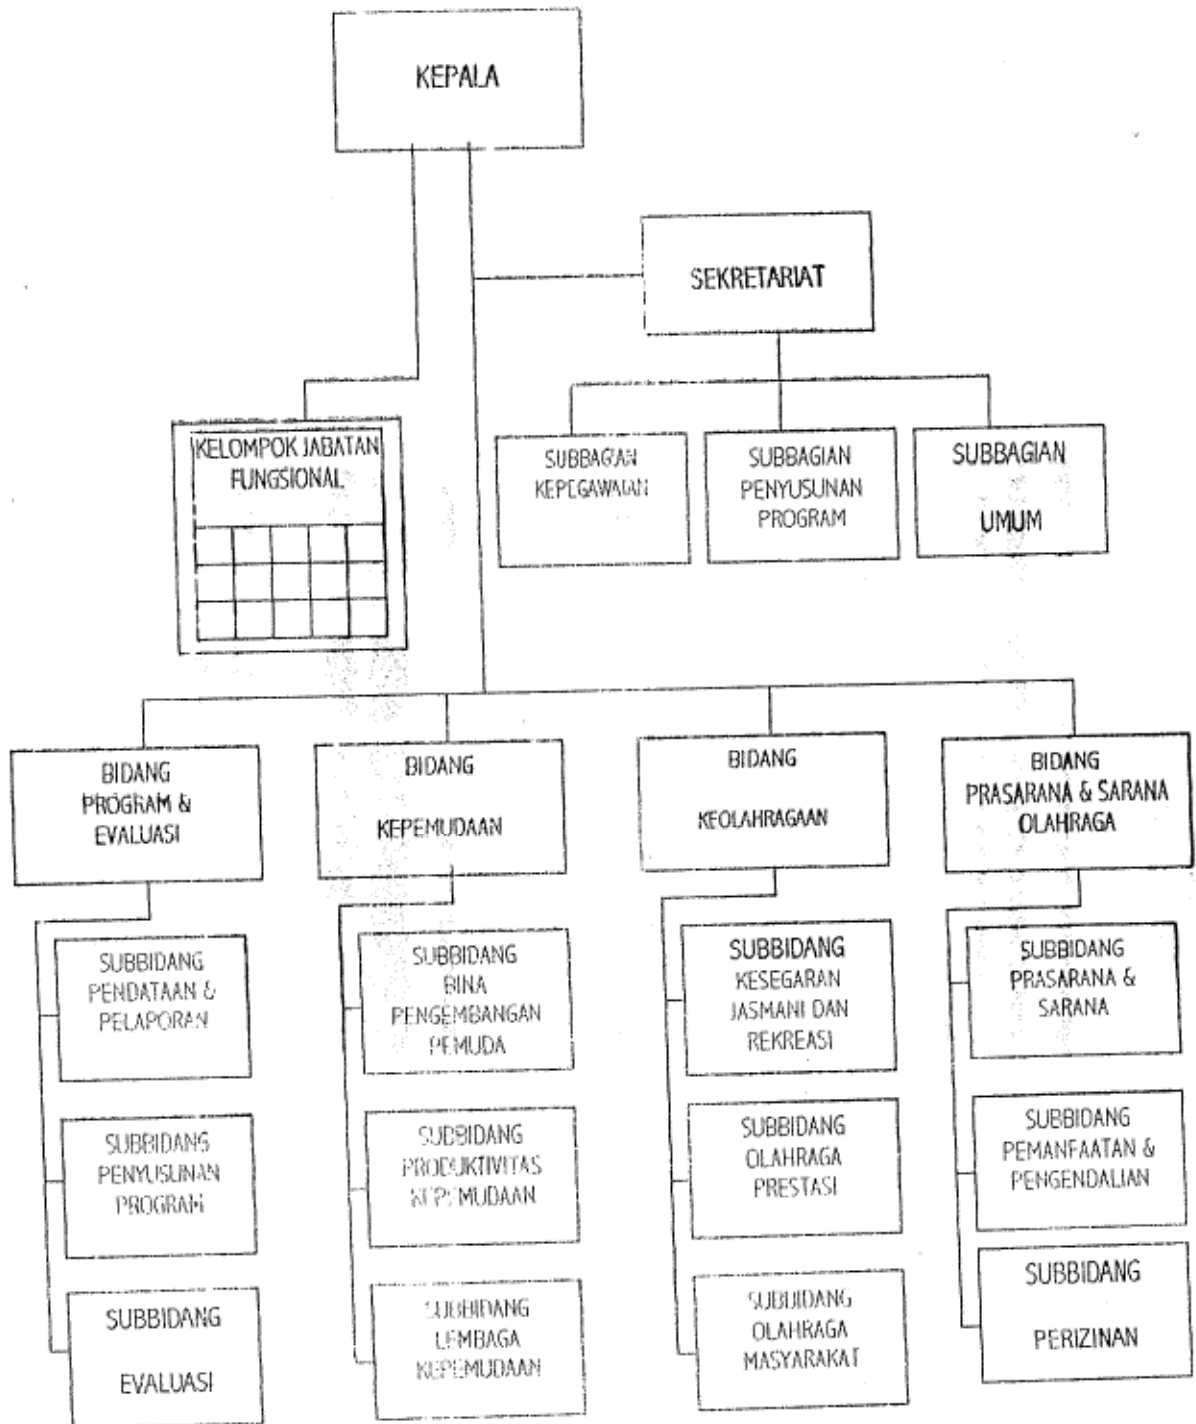 KEPALA
SEKRETARIAT
KELOMPOK JABATAN
FUNGSIONAL
SUBBAGIAN
KEPEGAWAIAN
SUBBAGIAN
PENYUSUNAN
PROGRAM
SUBBAGIAN
UMUM
BIDANG
PROGRAM &
EVALUASI
BIDANG
KEPEMUDAAN
BIDANG
KEOLAHRAGAAN
BIDANG
PRASARANA & SARANA
OLAHRAGA
SUBBIDANG
PENDATAAN &
PELAPORAN
SUBBIDANG
PENYUSUNAN
PROGRAM
SUBBIDANG
EVALUASI
SUBBIDANG
BINA
PENGEMBANGAN
PEMUDA
SUBBIDANG
PRODUKTIVITAS
KEPEMUDAAN
SUBBIDANG
LEMBAGA
KEPEMUDAAN
SUBBIDANG
KESEGARAN
JASMANI DAN
REKREASI
SUBBIDANG
OLAHRAGA
PRESTASI
SUBBIDANG
OLAHRAGA
MASYARAKAT
SUBBIDANG
PRASARANA &
SARANA
SUBBIDANG
PEMANFAATAN &
PENGENDALIAN
SUBBIDANG
PERIZINAN